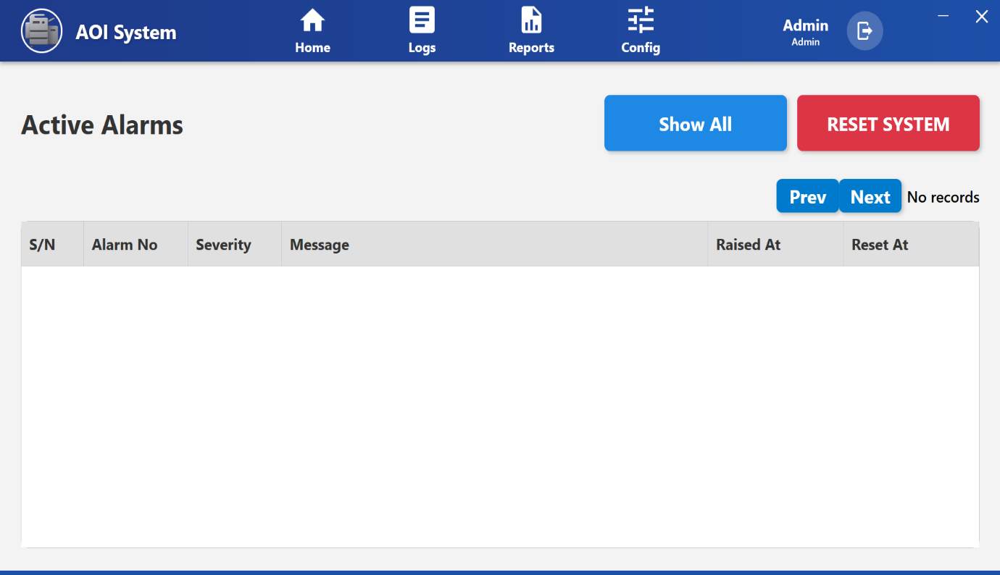 AOI System
Home
Logs
Reports
Config
Admin
Admin
Active Alarms
Show All
RESET SYSTEM
Prev
Next
No records
S/N
Alarm No
Severity
Message
Raised At
Reset At